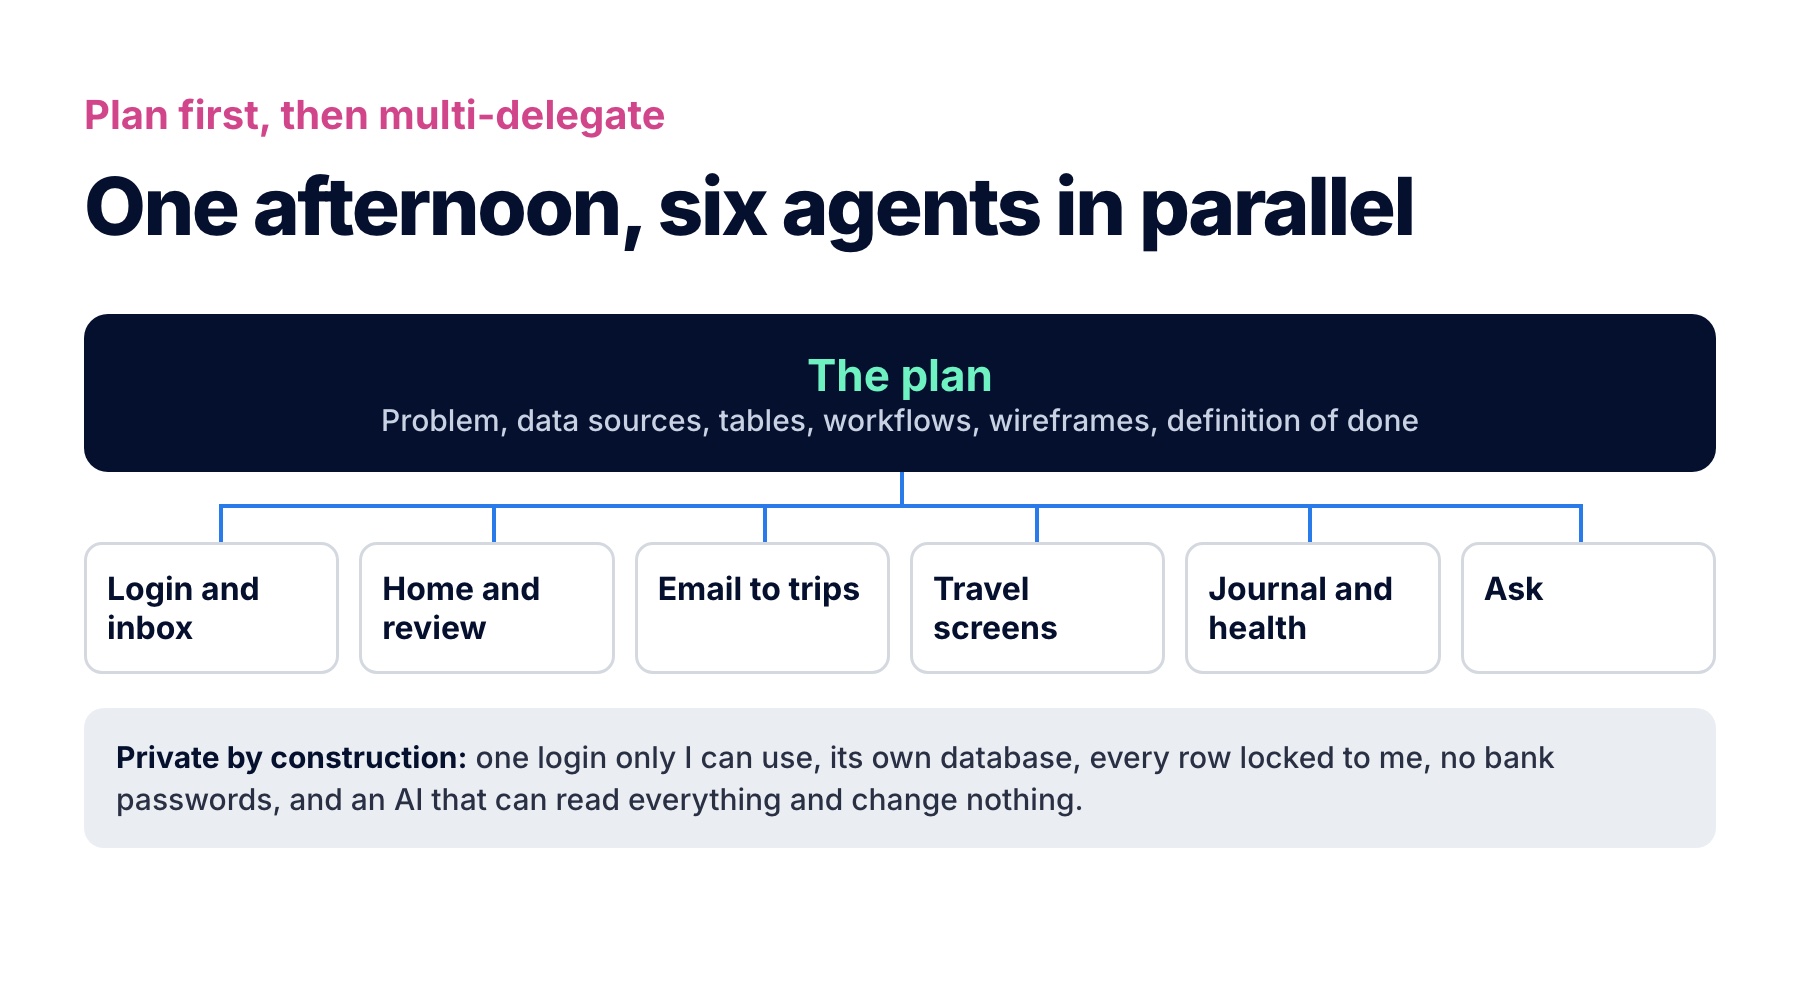 Plan first, then multi-delegate
One afternoon, six agents in parallel
The plan
Problem, data sources, tables, workflows, wireframes, definition of done
Login and
inbox
Home and
review
Email to trips
Travel
screens
Journal and
health
Ask
Private by construction: one login only I can use, its own database, every row locked to me, no bank
passwords, and an AI that can read everything and change nothing.